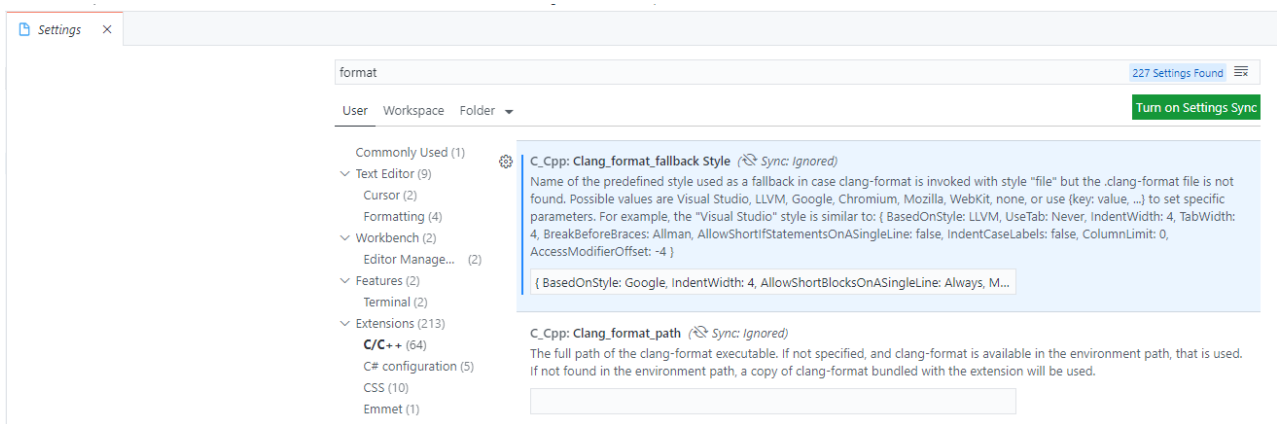 Settings
format
227 Settings Found
User Workspace Folder
Turn on Settings Sync
Commonly Used (1)
Text Editor (9)
Cursor (2)
Formatting (4)
Workbench (2)
Editor Manage... (2)
Features (2)
Terminal (2)
Extensions (213)
C/C++ (64)
C# configuration (5)
CSS (10)
Emmet (1)
C_Cpp: Clang_format_fallback Style (Sync: Ignored)
Name of the predefined style used as a fallback in case clang-format is invoked with style "file" but the .clang-format file is not
found. Possible values are Visual Studio, LLVM, Google, Chromium, Mozilla, WebKit, none, or use {key: value, ...} to set specific
parameters. For example, the "Visual Studio" style is similar to: { BasedOnStyle: LLVM, UseTab: Never, IndentWidth: 4, TabWidth:
4, BreakBeforeBraces: Allman, AllowShortIfStatementsOnASingleLine: false, IndentCaseLabels: false, ColumnLimit: 0,
AccessModifierOffset: -4 }
{ BasedOnStyle: Google, IndentWidth: 4, AllowShortBlocksOnASingleLine: Always, M...
C_Cpp: Clang_format_path (Sync: Ignored)
The full path of the clang-format executable. If not specified, and clang-format is available in the environment path, that is used.
If not found in the environment path, a copy of clang-format bundled with the extension will be used.